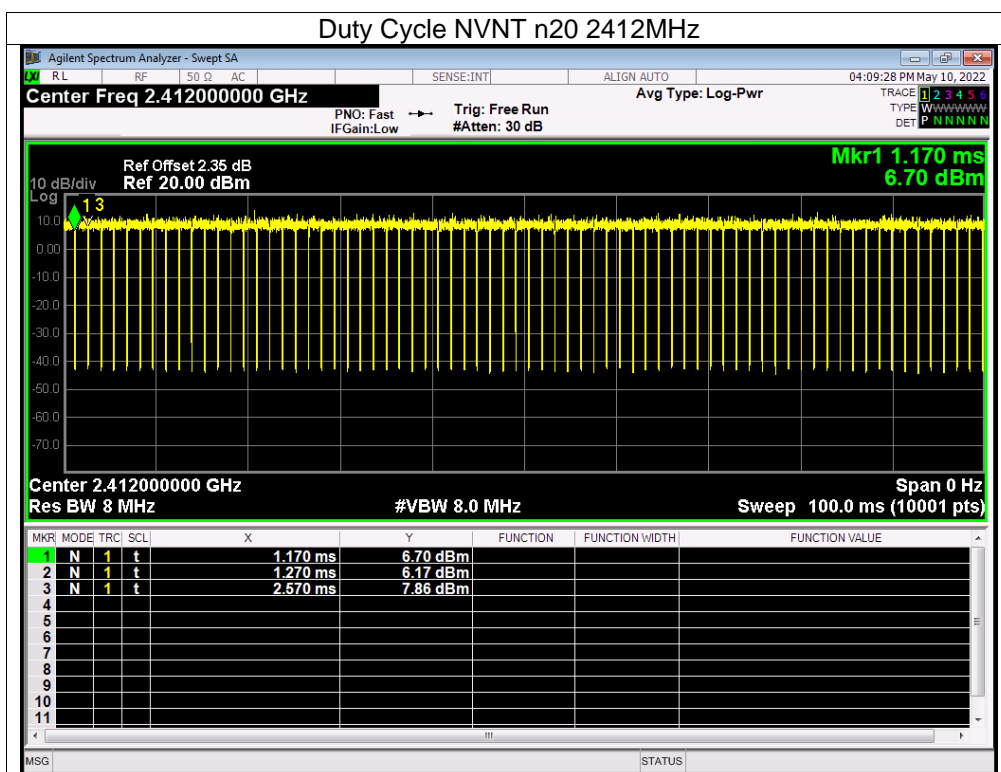 Duty Cycle NVNT n20 2412MHz
Agilent Spectrum Analyzer - Swept SA
LXI RL RF 50 Ω AC SENSE:INT ALIGN AUTO 04:09:28 PM May 10, 2022
Center Freq 2.412000000 GHz
PNO: Fast
IFGain:Low
Trig: Free Run
#Atten: 30 dB
Avg Type: Log-Pwr
TRACE 1 2 3 4 5 6
TYPE WWWWWWW
DET P N N N N N
Mkr1 1.170 ms
6.70 dBm
Ref Offset 2.35 dB
10 dB/div Ref 20.00 dBm
Log
1 3
10.0
0.00
-10.0
-20.0
-30.0
-40.0
-50.0
-60.0
-70.0
Center 2.412000000 GHz Span 0 Hz
Res BW 8 MHz #VBW 8.0 MHz Sweep 100.0 ms (10001 pts)
MKR MODE TRC SCL X Y FUNCTION FUNCTION WIDTH FUNCTION VALUE
1 N 1 t 1.170 ms 6.70 dBm
2 N 1 t 1.270 ms 6.17 dBm
3 N 1 t 2.570 ms 7.86 dBm
4
5
6
7
8
9
10
11
MSG STATUS